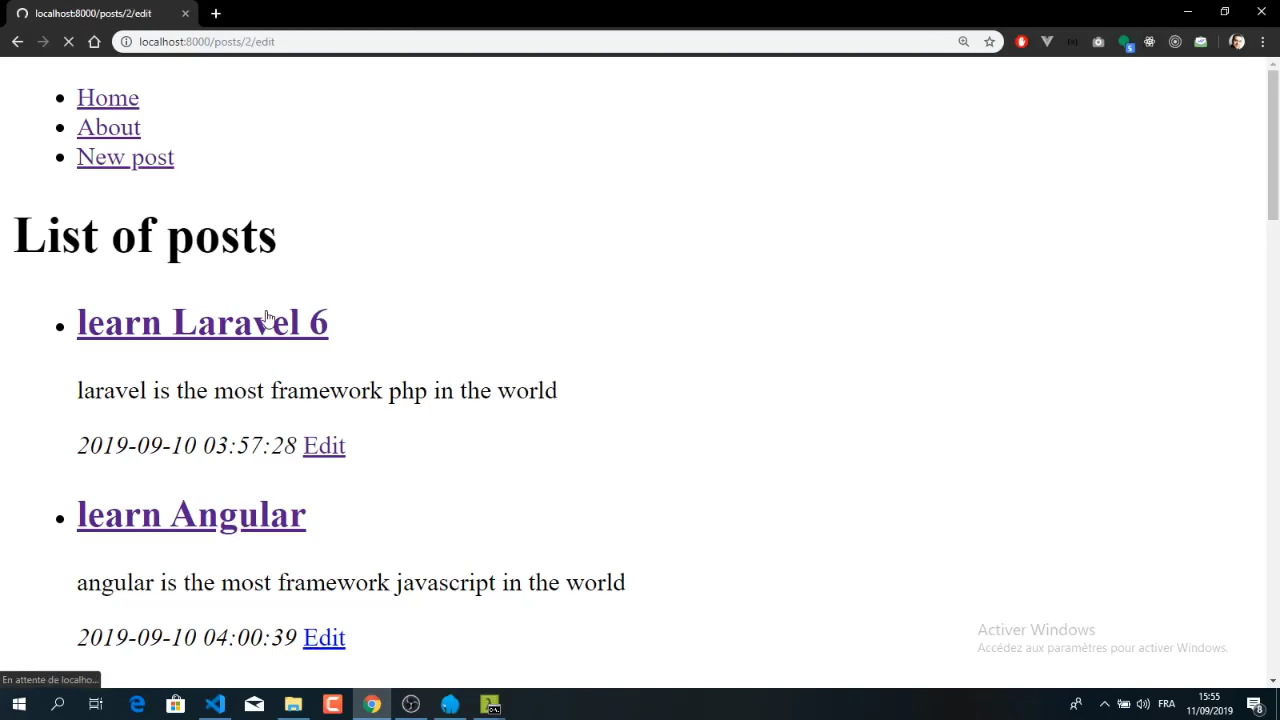 localhost:8000/posts/2/edit
localhost:8000/posts/2/edit
Home
About
New post
List of posts
learn Laravel 6
laravel is the most framework php in the world
2019-09-10 03:57:28 Edit
learn Angular
angular is the most framework javascript in the world
2019-09-10 04:00:39 Edit
Activer Windows
Accédez aux paramètres pour activer Windows.
En attente de localho...
FRA
15:55
11/09/2019
8